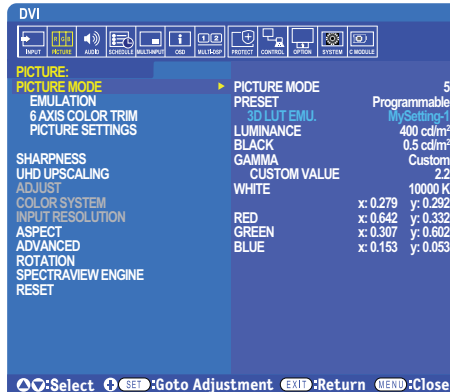 DVI
INPUT PICTURE AUDIO SCHEDULE MULTI-INPUT OSD MULTI-DSP PROTECT CONTROL OPTION SYSTEM C MODULE
PICTURE:
PICTURE MODE
EMULATION
6 AXIS COLOR TRIM
PICTURE SETTINGS
SHARPNESS
UHD UPSCALING
ADJUST
COLOR SYSTEM
INPUT RESOLUTION
ASPECT
ADVANCED
ROTATION
SPECTRAVIEW ENGINE
RESET
PICTURE MODE 5
PRESET Programmable
3D LUT EMU. MySetting-1
LUMINANCE 400 cd/m²
BLACK 0.5 cd/m²
GAMMA Custom
CUSTOM VALUE 2.2
WHITE 10000 K
x: 0.279 y: 0.292
RED x: 0.642 y: 0.332
GREEN x: 0.307 y: 0.602
BLUE x: 0.153 y: 0.053
:Select SET :Goto Adjustment EXIT :Return MENU :Close